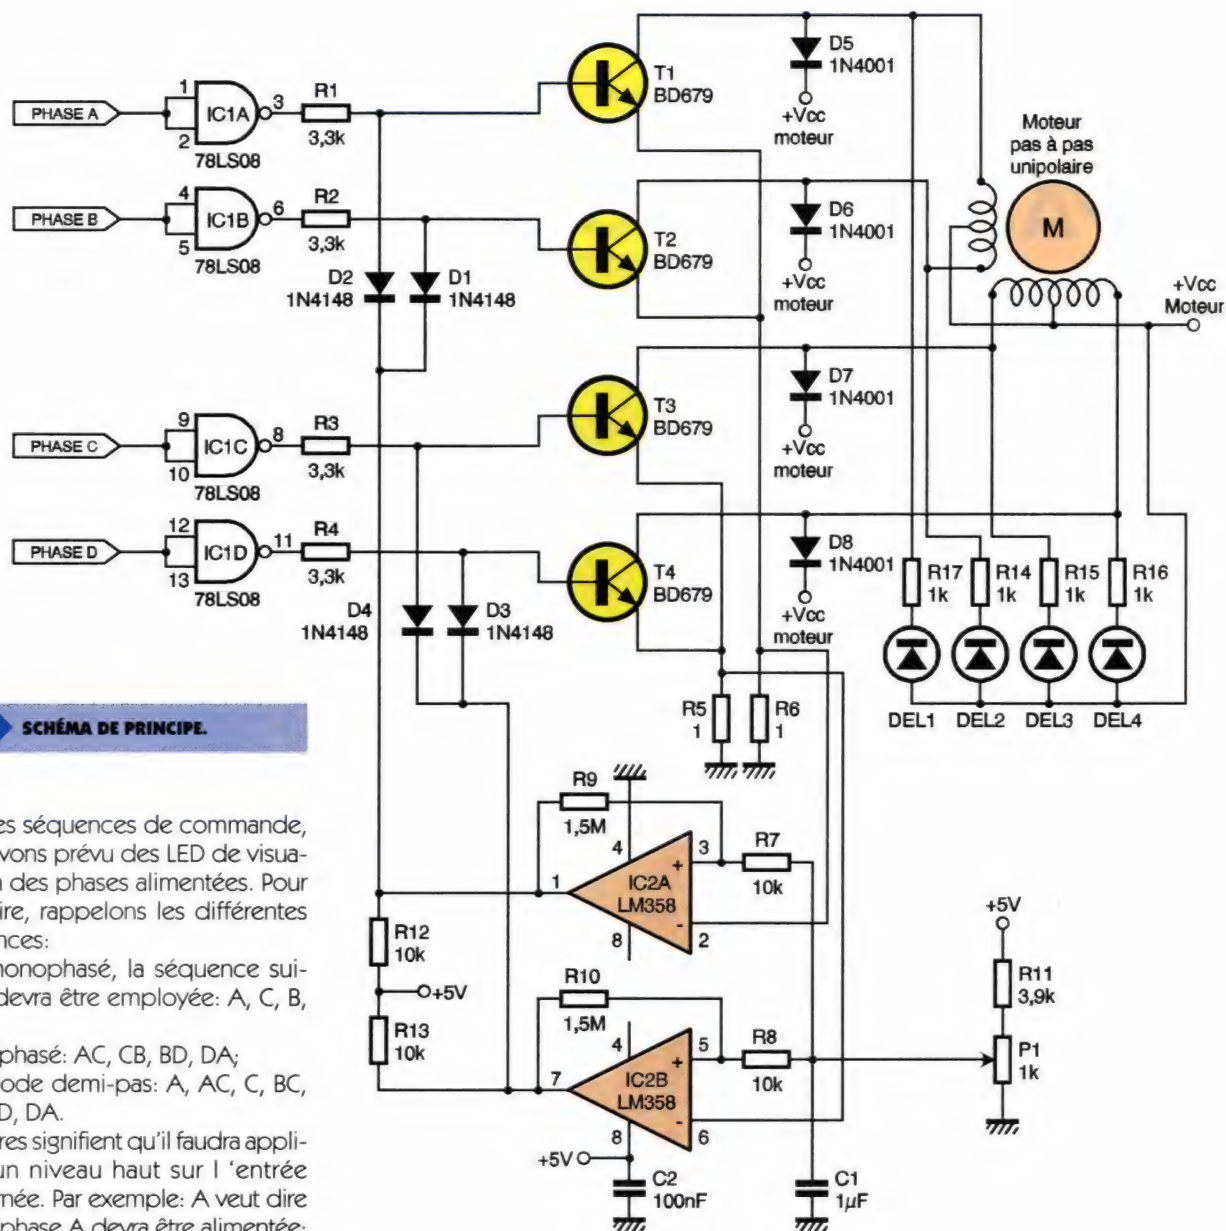 D5
1N4001
T1
BD679
+Vcc
moteur
PHASE A
1
2
IC1A
3
78LS08
R1
3,3k
PHASE B
4
5
IC1B
6
78LS08
R2
3,3k
T2
BD679
D6
1N4001
+Vcc
moteur
Moteur
pas à pas
unipolaire
M
+Vcc
Moteur
D2
1N4148
D1
1N4148
D7
1N4001
+Vcc
moteur
T3
BD679
PHASE C
9
10
IC1C
8
78LS08
R3
3,3k
PHASE D
12
13
IC1D
11
78LS08
R4
3,3k
T4
BD679
D8
1N4001
+Vcc
moteur
D4
1N4148
D3
1N4148
R17
1k
R14
1k
R15
1k
R16
1k
DEL1
DEL2
DEL3
DEL4
R5
1
R6
1
SCHÉMA DE PRINCIPE.
es séquences de commande,
vons prévu des LED de visua-
des phases alimentées. Pour
ire, rappelons les différentes
nces:
nonophasé, la séquence sui-
devra être employée: A, C, B,
phasé: AC, CB, BD, DA;
ode demi-pas: A, AC, C, BC,
D, DA.
res signifient qu'il faudra appli-
un niveau haut sur l 'entrée
rnée. Par exemple: A veut dire
phase A devra être alimentée;
R9
1,5M
1
4
3
IC2A
LM358
+
-
8
2
R7
10k
R12
10k
+5V
R13
10k
R10
1,5M
7
4
5
IC2B
LM358
+
-
8
6
R8
10k
+5V
C2
100nF
C1
1µF
+5V
R11
3,9k
P1
1k